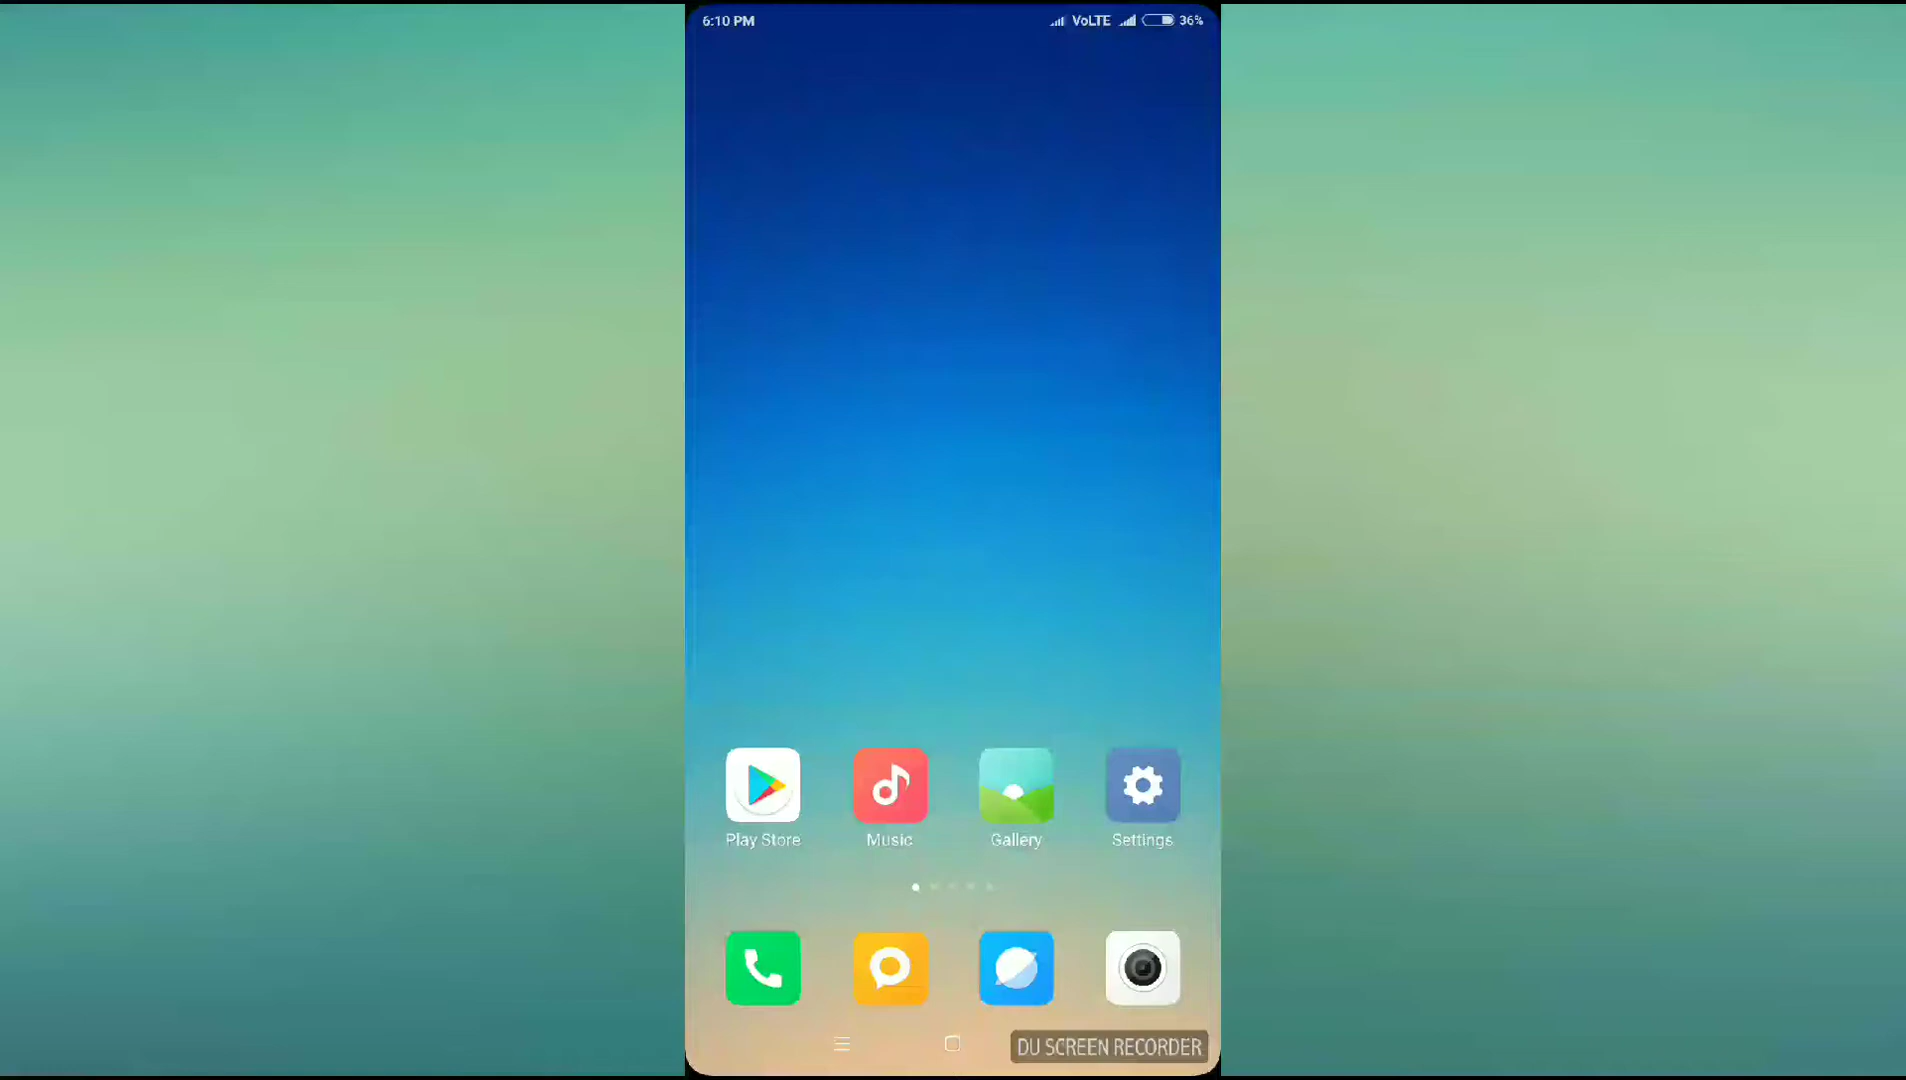 6:10 PM VoLTE 36%
Play Store Music Gallery Settings
DU SCREEN RECORDER